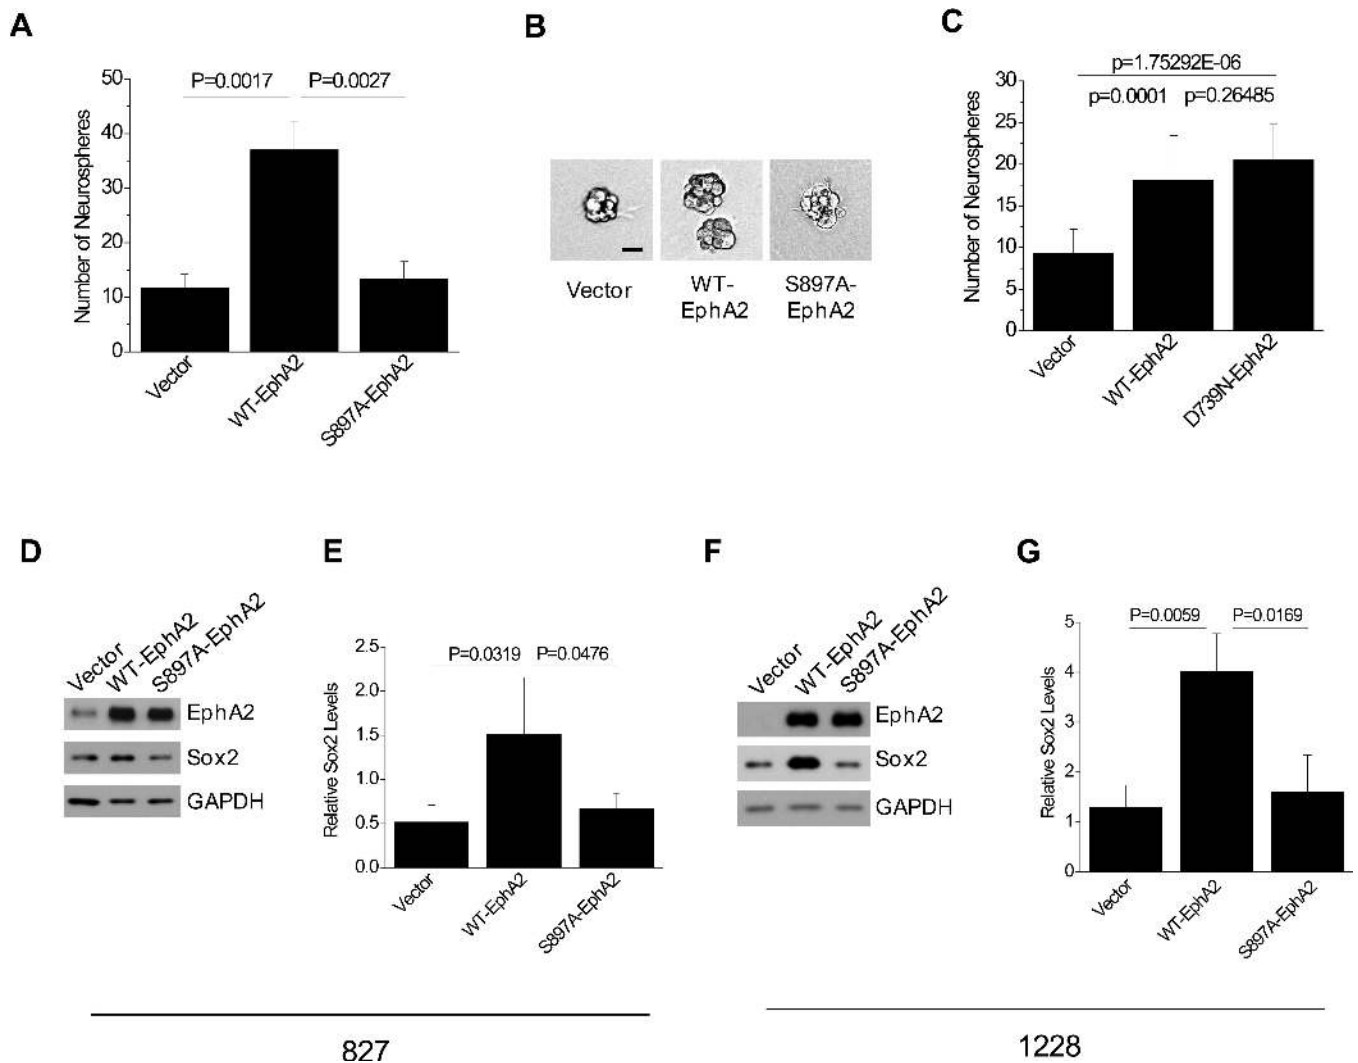 A
P=0.0017 P=0.0027
Number of Neurospheres
50
40
30
20
10
0
Vector
WT-EphA2
S897A-EphA2
B
Vector
WT-
EphA2
S897A-
EphA2
C
p=1.75292E-06
p=0.0001 p=0.26485
Number of Neurospheres
30
25
20
15
10
5
0
Vector
WT-EphA2
D739N-EphA2
D
Vector
WT-EphA2
S897A-EphA2
EphA2
Sox2
GAPDH
E
P=0.0319 P=0.0476
Relative Sox2 Levels
2.5
2.0
1.5
1.0
0.5
0.0
Vector
WT-EphA2
S897A-EphA2
827
F
Vector
WT-EphA2
S897A-EphA2
EphA2
Sox2
GAPDH
G
P=0.0059 P=0.0169
Relative Sox2 Levels
5
4
3
2
1
0
Vector
WT-EphA2
S897A-EphA2
1228